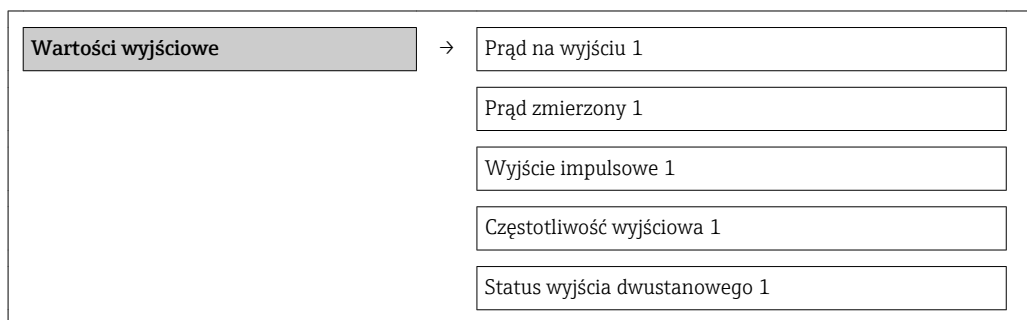 Wartości wyjściowe → Prąd na wyjściu 1
Prąd zmierzony 1
Wyjście impulsowe 1
Częstotliwość wyjściowa 1
Status wyjścia dwustanowego 1